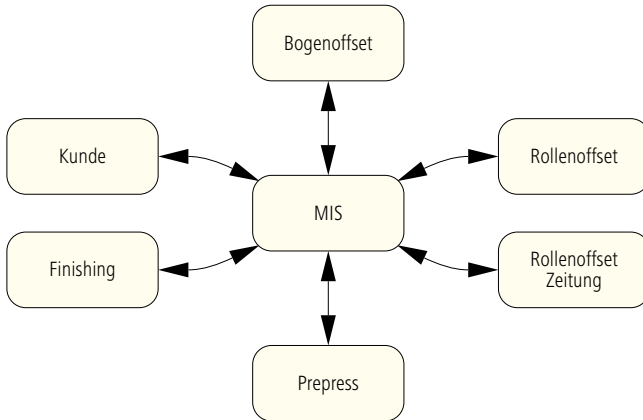 Bogenoffset
Kunde
Rollenoffset
MIS
Finishing
Rollenoffset
Zeitung
Prepress